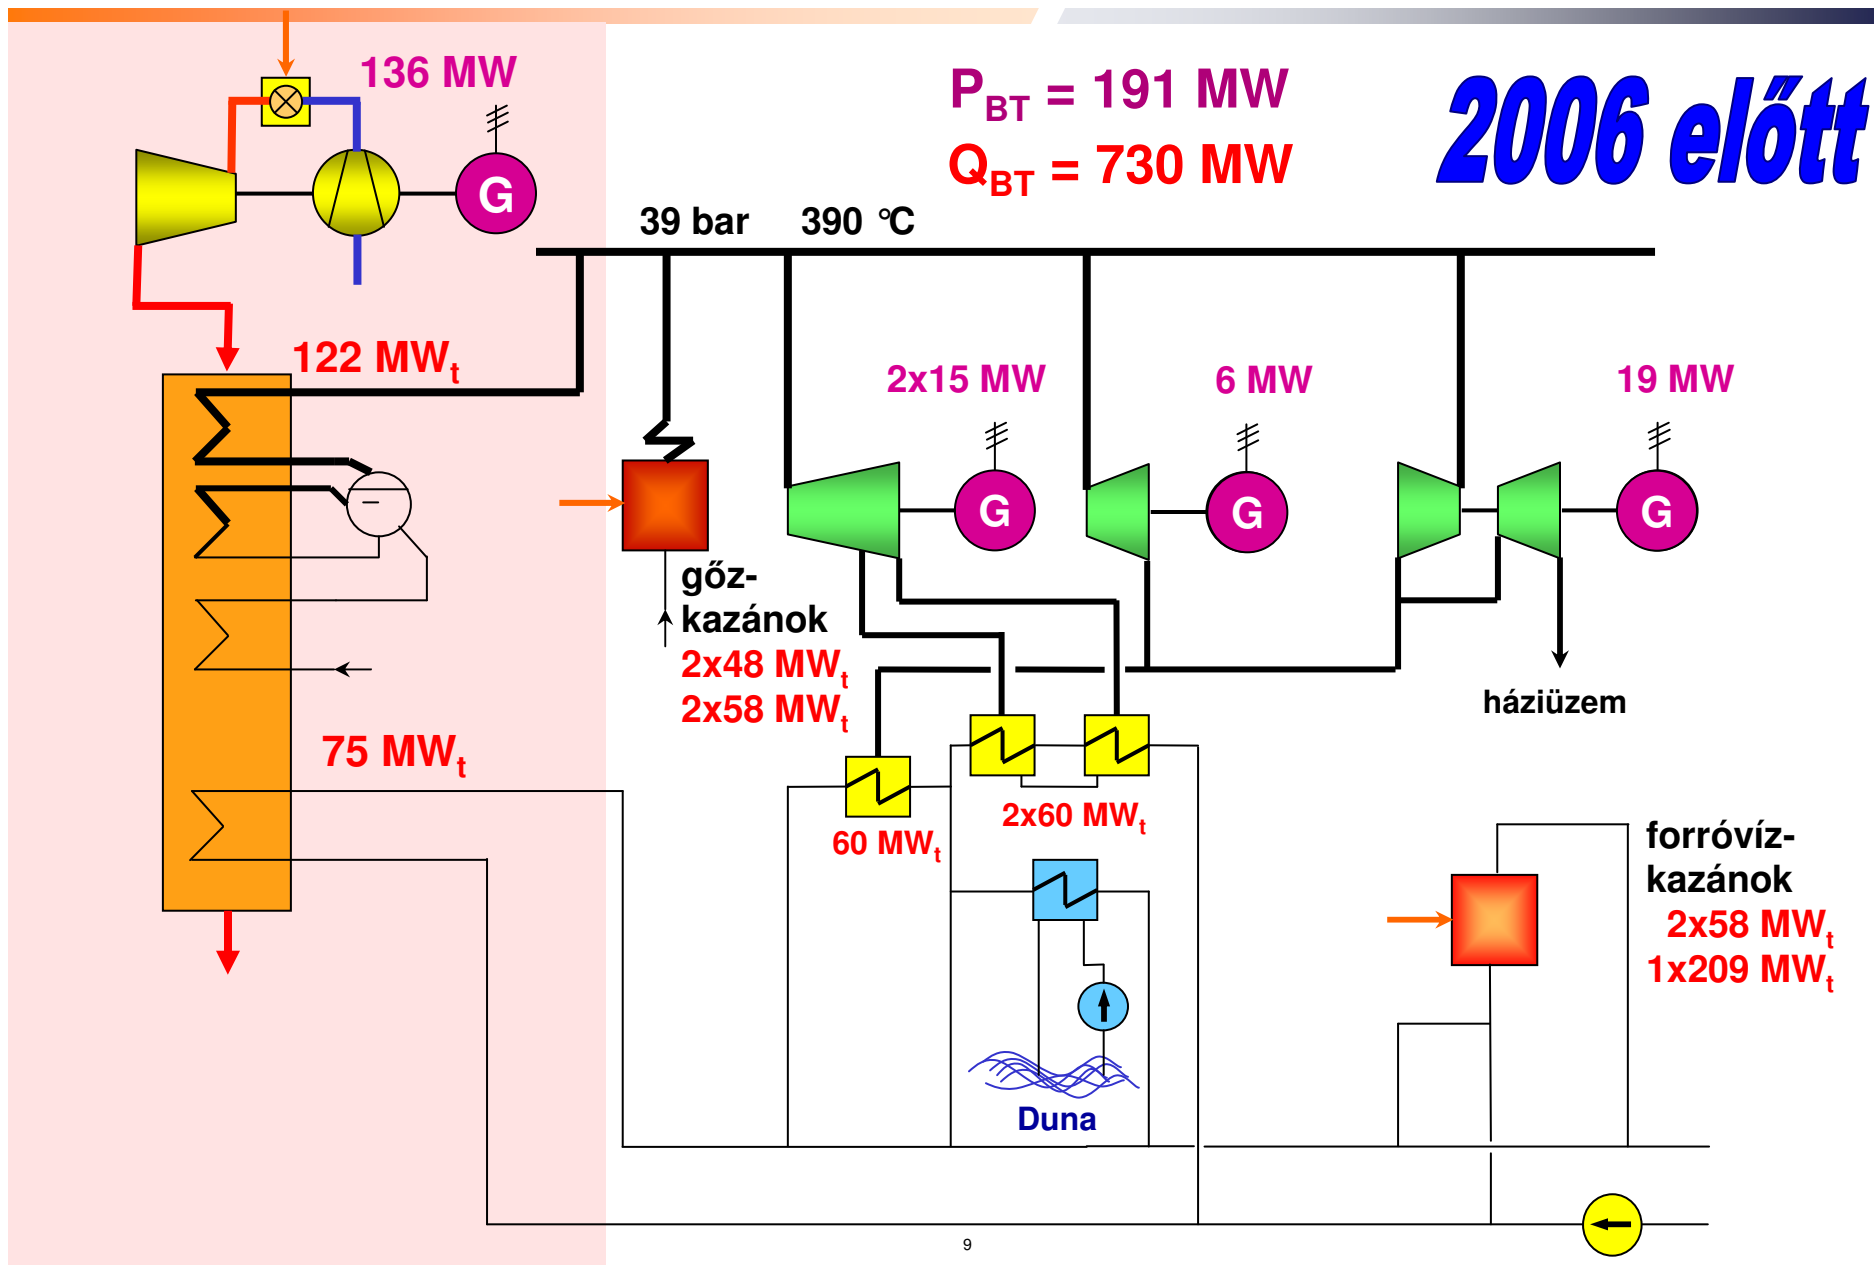 136 MW
P_BT = 191 MW
Q_BT = 730 MW
2006 előtt
G
39 bar 390 °C
122 MW_t
2x15 MW
6 MW
19 MW
G
G
G
gőz-
kazánok
2x48 MW_t
2x58 MW_t
háziüzem
75 MW_t
60 MW_t
2x60 MW_t
forróvíz-
kazánok
2x58 MW_t
1x209 MW_t
Duna
9